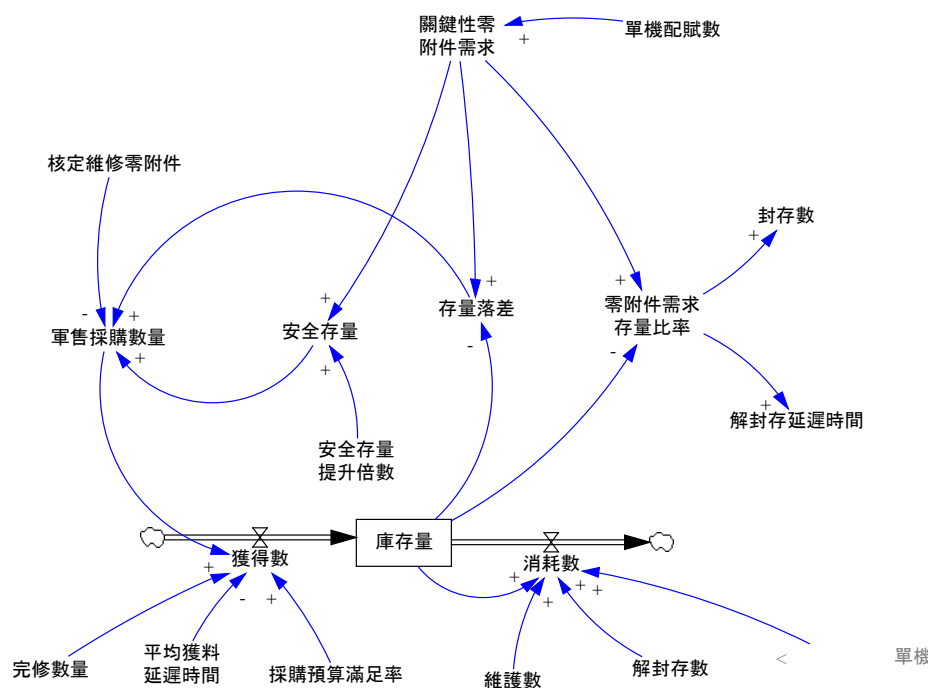 關鍵性零
附件需求
單機配賦數
+
核定維修零附件
封存數
+
+
+
+
零附件需求
存量比率
存量落差
安全存量
軍售採購數量
-
+
+
-
-
+
+
解封存延遲時間
安全存量
提升倍數
庫存量
獲得數
消耗數
+
-
+
+
+
+
+
完修數量
平均獲料
延遲時間
採購預算滿足率
維護數
解封存數
<
單機